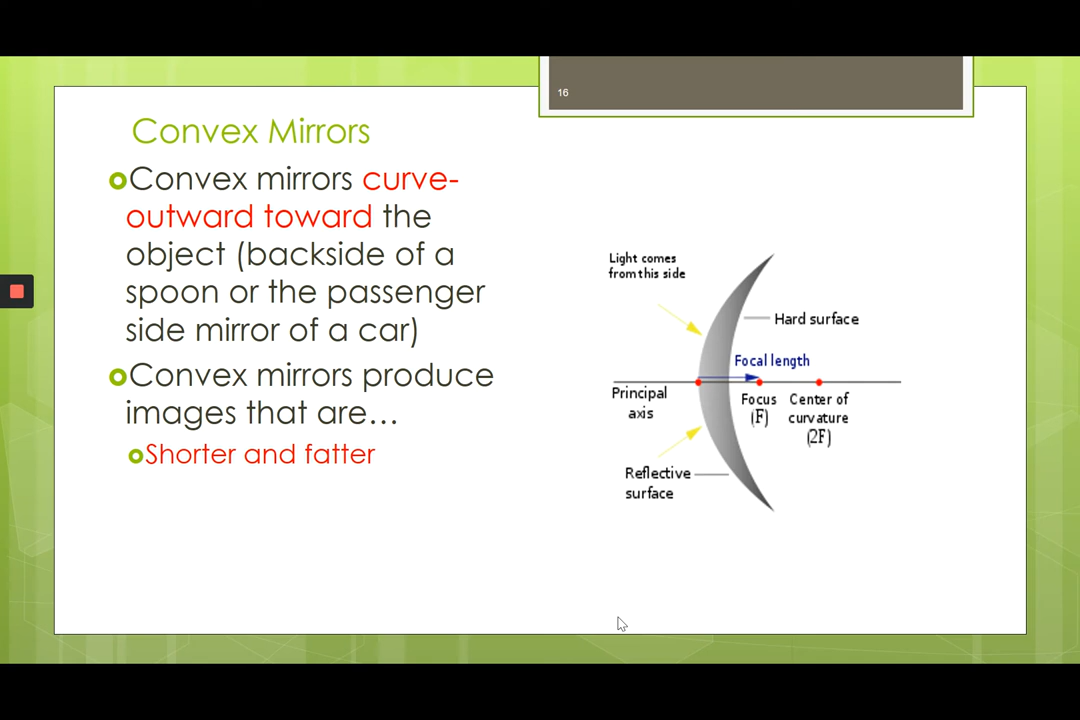 16
Convex Mirrors
Convex mirrors curve-
outward toward the
object (backside of a
spoon or the passenger
side mirror of a car)
Convex mirrors produce
images that are…
Shorter and fatter
Light comes
from this side
Hard surface
Focal length
Principal
axis
Focus
(F)
Center of
curvature
(2F)
Reflective
surface